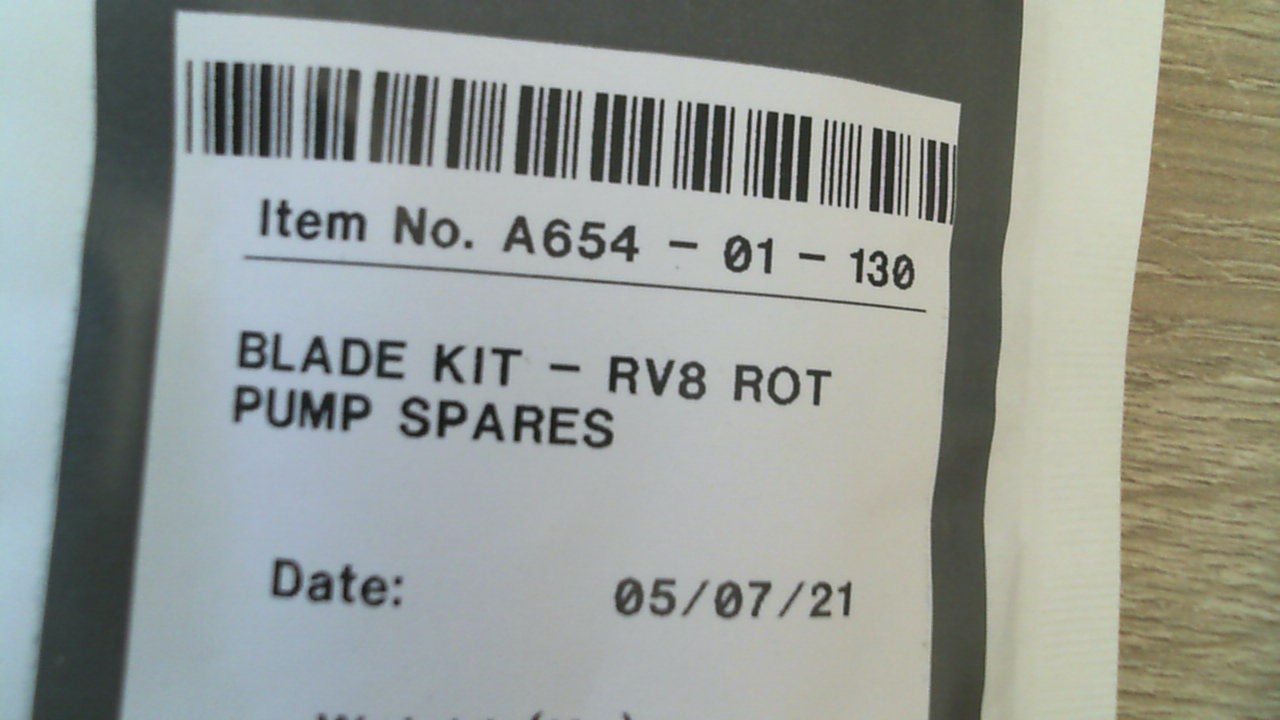 Item No. A654 - 01 - 130
BLADE KIT - RV8 ROT
PUMP SPARES
Date: 05/07/21